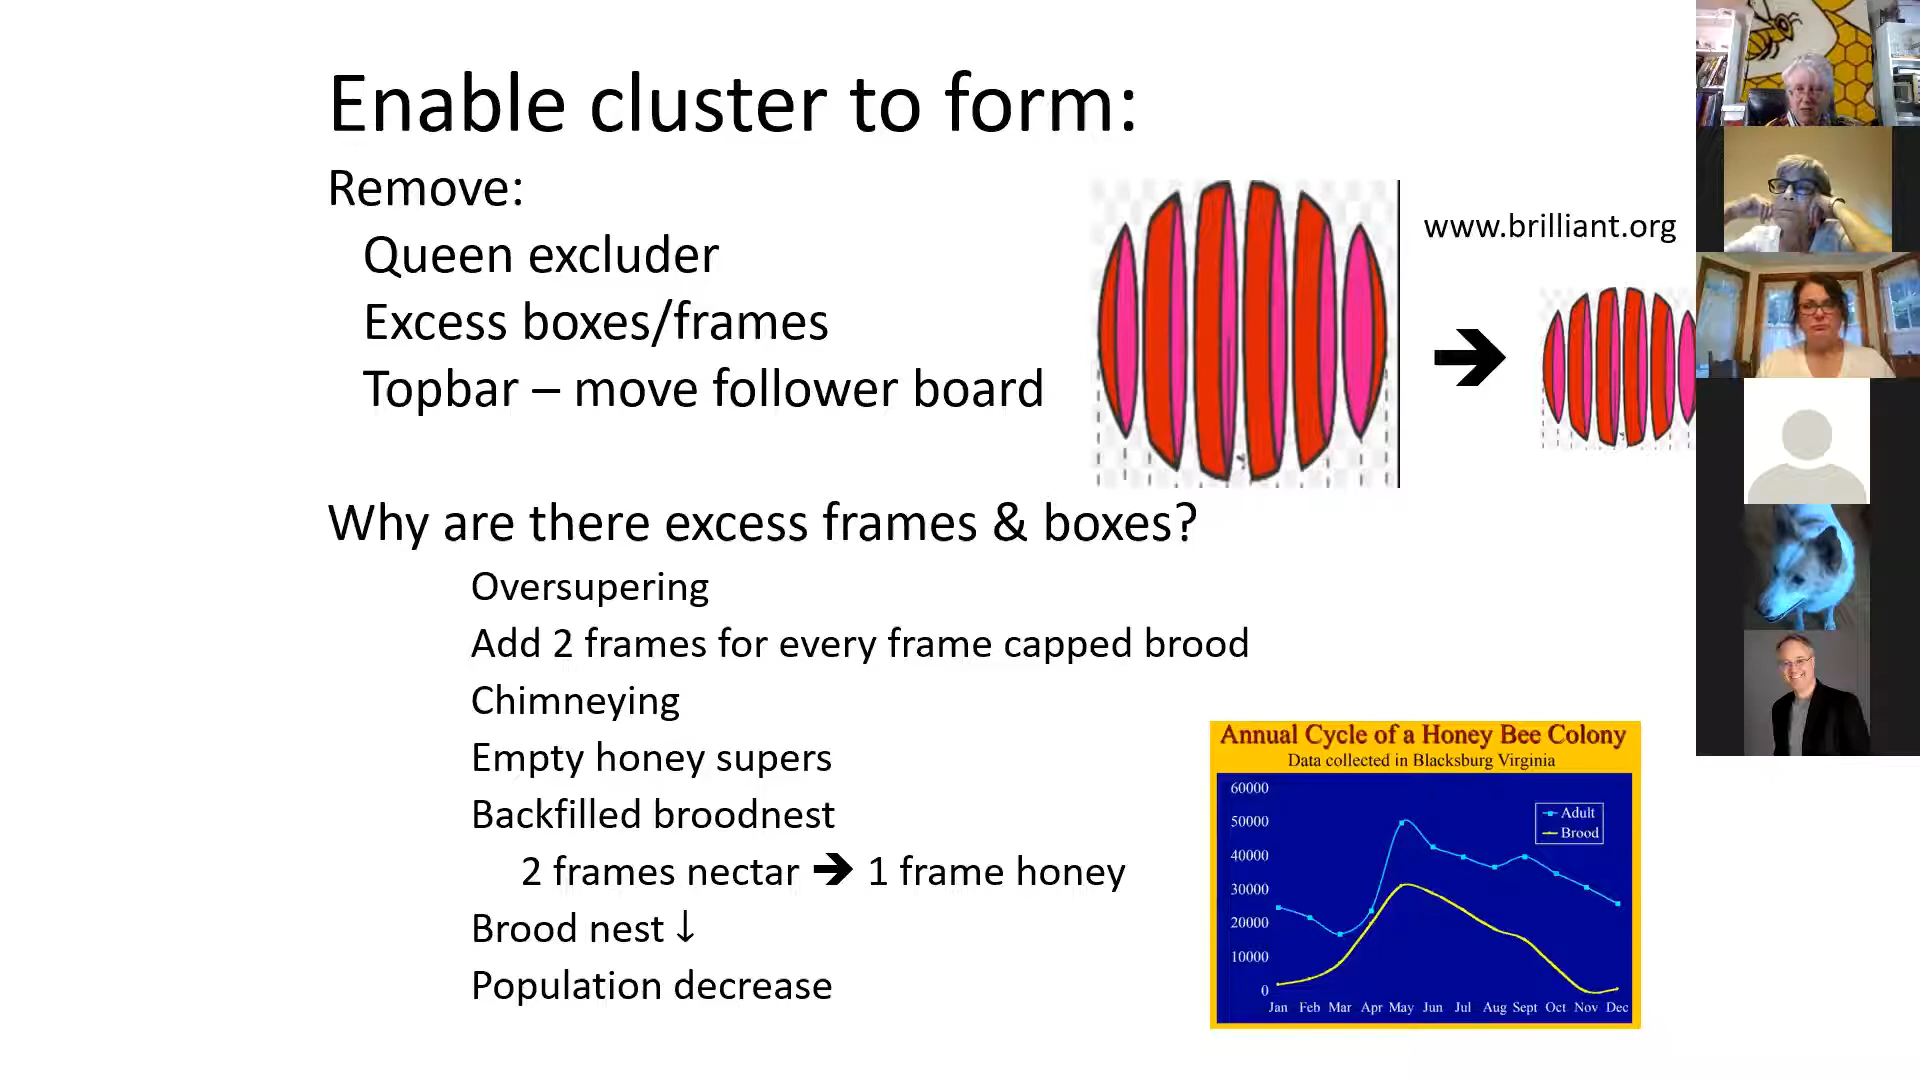 Enable cluster to form:
Remove:
Queen excluder
Excess boxes/frames
Topbar – move follower board
www.brilliant.org
Why are there excess frames & boxes?
Oversupering
Add 2 frames for every frame capped brood
Chimneying
Empty honey supers
Backfilled broodnest
2 frames nectar → 1 frame honey
Brood nest ↓
Population decrease
Annual Cycle of a Honey Bee Colony
Data collected in Blacksburg Virginia
60000
50000
40000
30000
20000
10000
0
Adult
Brood
Jan Feb Mar Apr May Jun Jul Aug Sept Oct Nov Dec